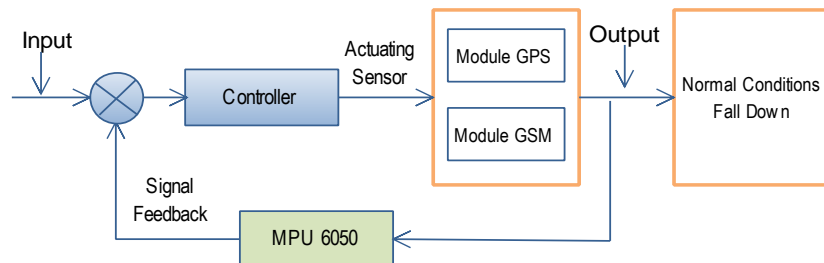 Input
Controller
Actuating
Sensor
Module GPS
Module GSM
Output
Normal Conditions
Fall Down
Signal
Feedback
MPU 6050